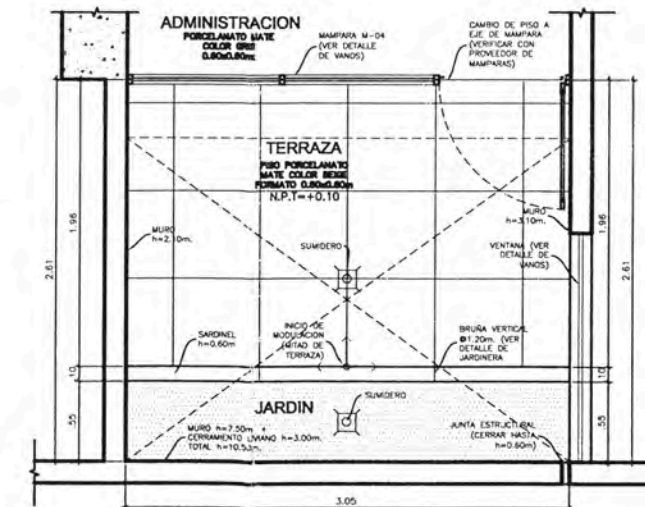 ADMINISTRACION
PORCELANATO MATE
COLOR GRIS
0.60x0.60mt
MAMPARA M-04
(VER DETALLE
DE VANOS)
CAMBIO DE PISO A
EJE DE MAMPARA
(VERIFICAR CON
PROVEEDOR DE
MAMPARAS)
TERRAZA
PISO PORCELANATO
MATE COLOR BEIGE
FORMATO 0.60x0.60m
N.P.T=+0.10
MURO
h=2.10m.
MURO
h=3.10m.
1.96
2.61
1.96
2.61
SUMIDERO
VENTANA (VER
DETALLE DE
VANOS)
SARDINEL
h=0.60m
INICIO DE
MODULACION
(MITAD DE
TERRAZA)
BRUÑA VERTICAL
@1.20m. (VER
DETALLE DE
JARDINERA
.10
.10
JARDIN
SUMIDERO
.55
.55
MURO h=7.50m +
CERRAMIENTO LIVIANO h=3.00m.
TOTAL h=10.53m.
JUNTA ESTRUCTURAL
(CERRAR HASTA
h=0.60m)
3.05